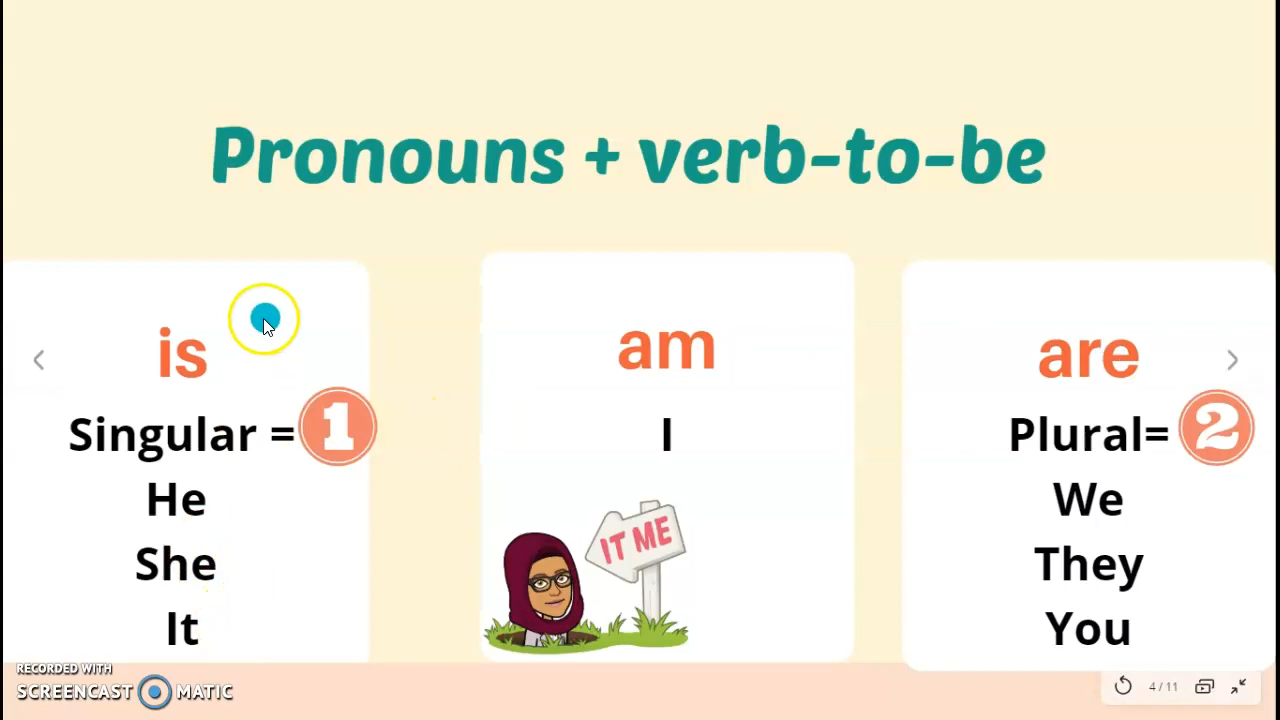 Pronouns + verb-to-be
is
Singular = 1
He
She
It
am
I
IT ME
are
Plural= 2
We
They
You
RECORDED WITH
SCREENCAST MATIC
4 / 11